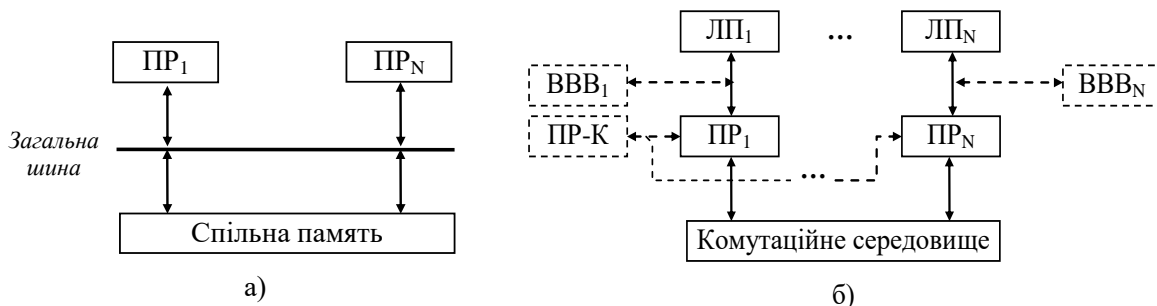 ПР1
ПРN
Загальна
шина
Спільна память
а)
ЛП1
...
ЛПN
ВВВ1
ВВВN
ПР-К
ПР1
ПРN
...
Комутаційне середовище
б)